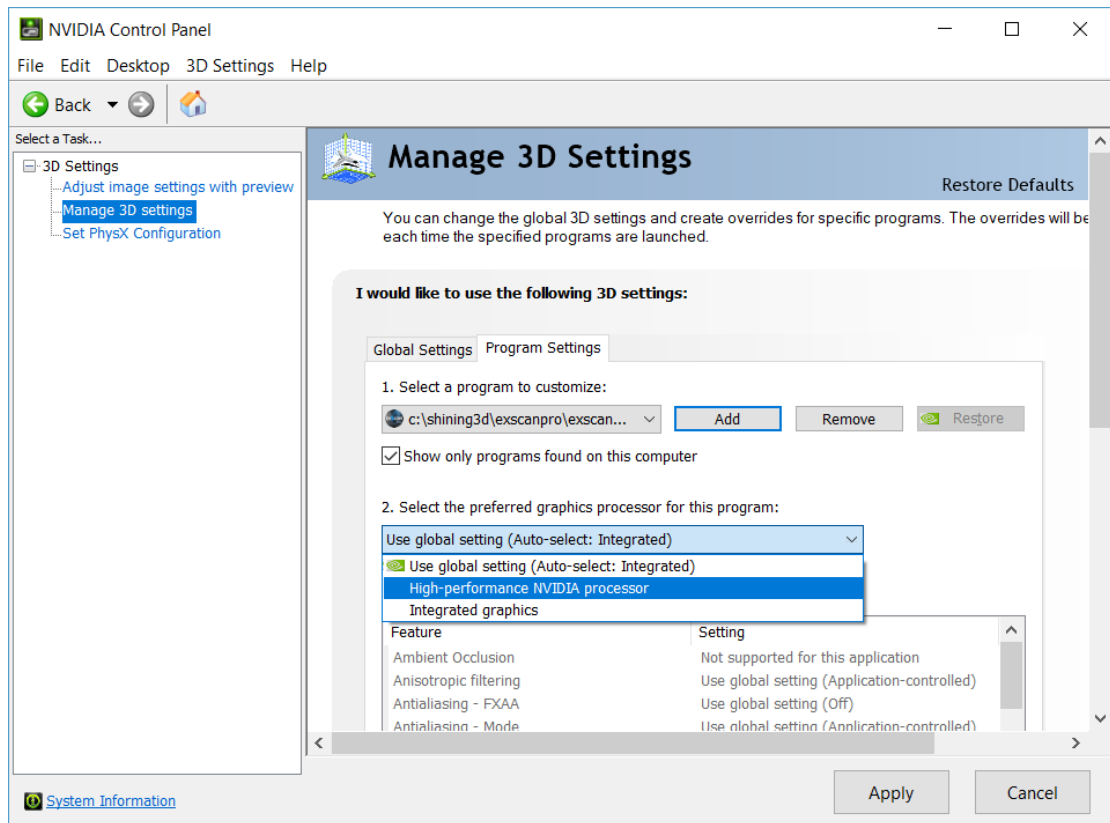 NVIDIA Control Panel
File Edit Desktop 3D Settings Help
Back
Select a Task...
3D Settings
Adjust image settings with preview
Manage 3D settings
Set PhysX Configuration
Manage 3D Settings
Restore Defaults
You can change the global 3D settings and create overrides for specific programs. The overrides will be
each time the specified programs are launched.
I would like to use the following 3D settings:
Global Settings Program Settings
1. Select a program to customize:
c:\shining3d\exscanpro\exscan... Add Remove Restore
Show only programs found on this computer
2. Select the preferred graphics processor for this program:
Use global setting (Auto-select: Integrated)
Use global setting (Auto-select: Integrated)
High-performance NVIDIA processor
Integrated graphics
Feature Setting
Ambient Occlusion Not supported for this application
Anisotropic filtering Use global setting (Application-controlled)
Antialiasing - FXAA Use global setting (Off)
Antialiasing - Mode Use global setting (Application-controlled)
System Information
Apply Cancel